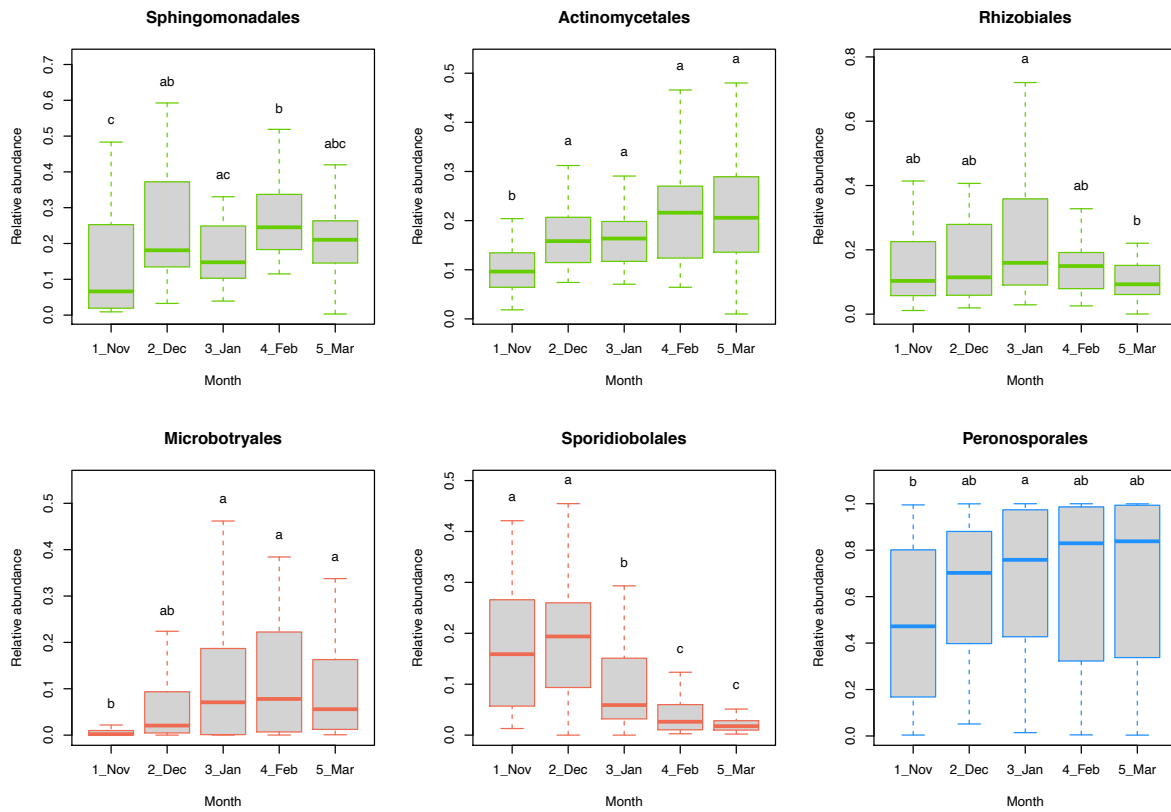 Sphingomonadales
Relative abundance
0.0 0.1 0.2 0.3 0.4 0.5 0.6 0.7
c ab ac b abc
1_Nov 2_Dec 3_Jan 4_Feb 5_Mar
Month
Actinomycetales
Relative abundance
0.0 0.1 0.2 0.3 0.4 0.5
b a a a a
1_Nov 2_Dec 3_Jan 4_Feb 5_Mar
Month
Rhizobiales
Relative abundance
0.0 0.2 0.4 0.6 0.8
ab ab a ab b
1_Nov 2_Dec 3_Jan 4_Feb 5_Mar
Month
Microbotryales
Relative abundance
0.0 0.1 0.2 0.3 0.4 0.5
b ab a a a
1_Nov 2_Dec 3_Jan 4_Feb 5_Mar
Month
Sporidiobolales
Relative abundance
0.0 0.1 0.2 0.3 0.4 0.5
a a b c c
1_Nov 2_Dec 3_Jan 4_Feb 5_Mar
Month
Peronosporales
Relative abundance
0.0 0.2 0.4 0.6 0.8 1.0
b ab a ab ab
1_Nov 2_Dec 3_Jan 4_Feb 5_Mar
Month